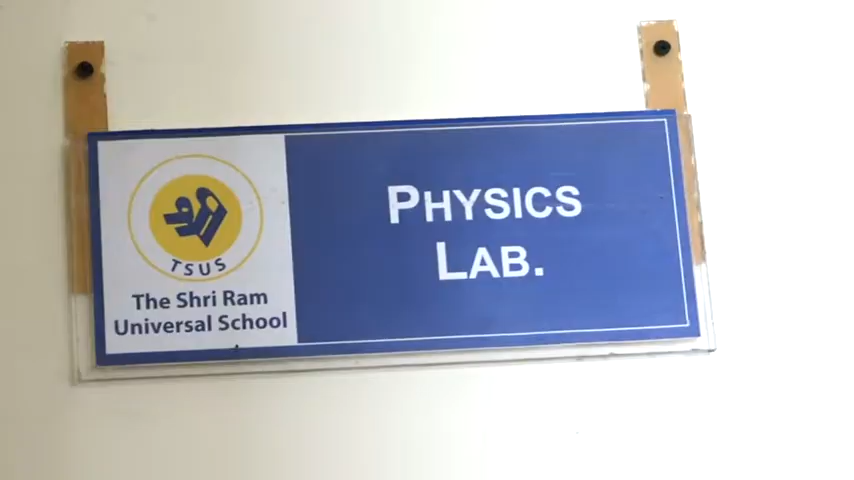 TSUS
The Shri Ram
Universal School
PHYSICS
LAB.